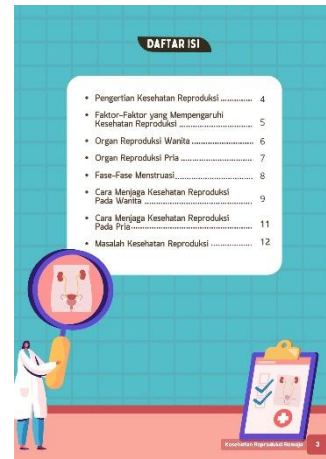 DAFTAR ISI
• Pengertian Kesehatan Reproduksi .............. 4
• Faktor-Faktor yang Mempengaruhi
Kesehatan Reproduksi .............. 5
• Organ Reproduksi Wanita .............. 6
• Organ Reproduksi Pria .............. 7
• Fase-Fase Menstruasi .............. 8
• Cara Menjaga Kesehatan Reproduksi
Pada Wanita .............. 9
• Cara Menjaga Kesehatan Reproduksi
Pada Pria .............. 11
• Masalah Kesehatan Reproduksi .............. 12
Kesehatan Reproduksi Remaja 3